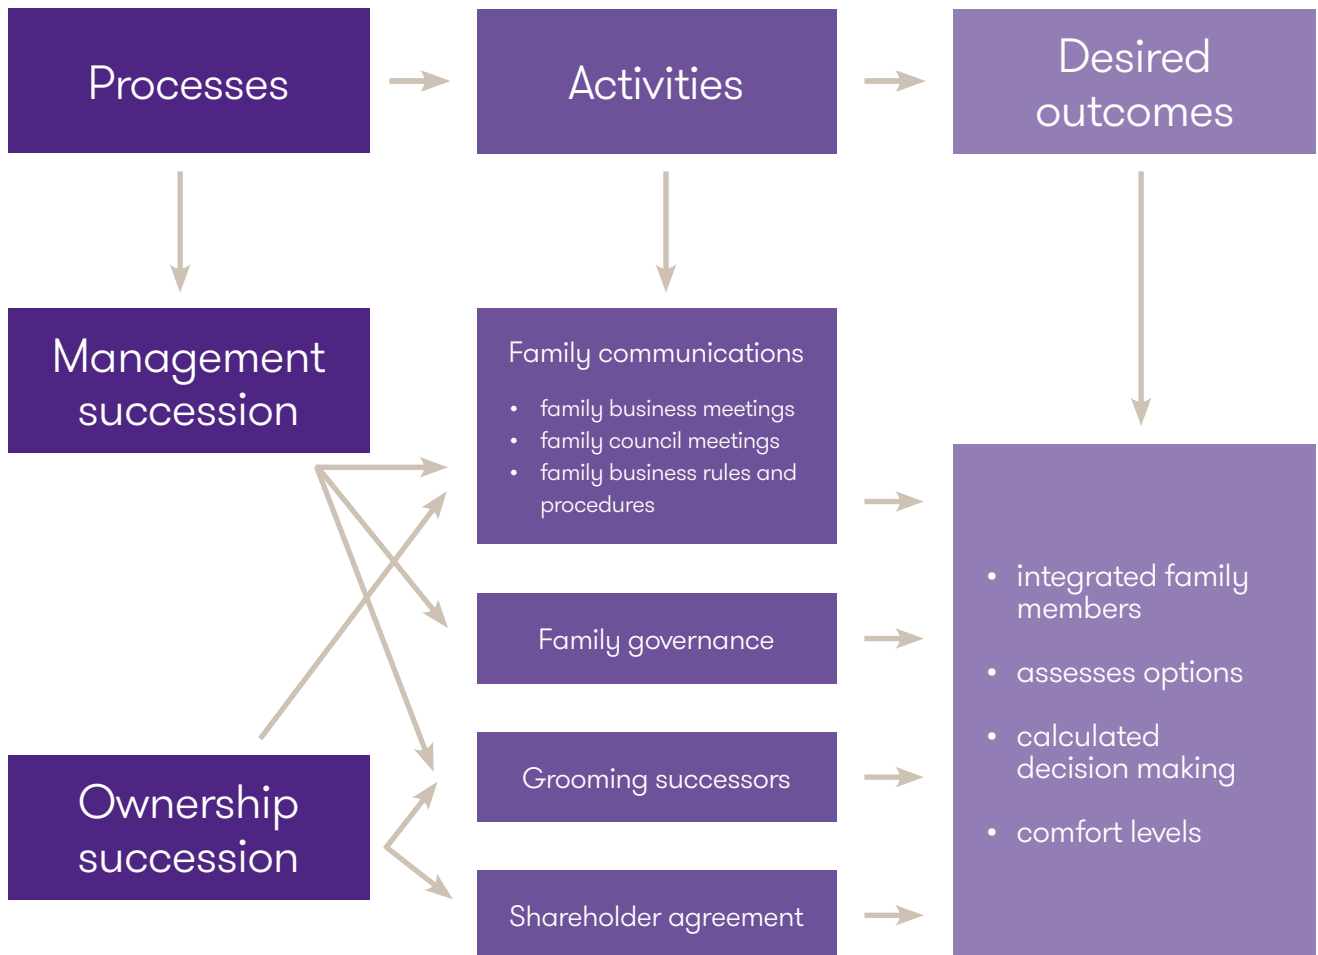 Processes
Activities
Desired
outcomes
Management
succession
Family communications
• family business meetings
• family council meetings
• family business rules and
procedures
Family governance
Ownership
succession
Grooming successors
Shareholder agreement
• integrated family
members
• assesses options
• calculated
decision making
• comfort levels